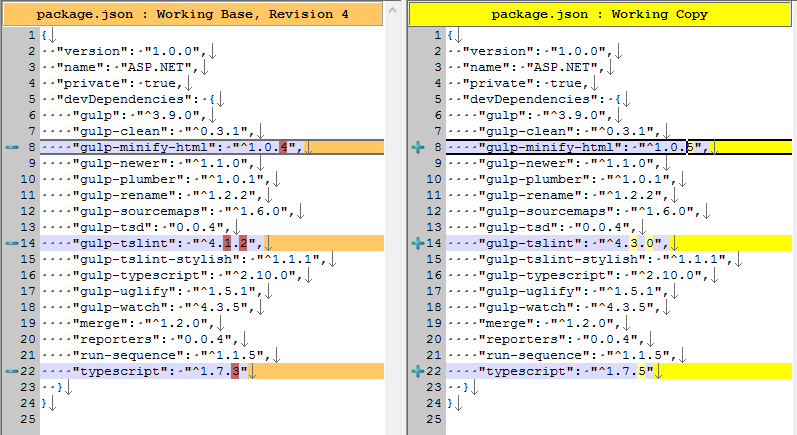 package.json : Working Base, Revision 4
1 {
2 "version": "1.0.0",
3 "name": "ASP.NET",
4 "private": true,
5 "devDependencies": {
6 "gulp": "^3.9.0",
7 "gulp-clean": "^0.3.1",
8 "gulp-minify-html": "^1.0.4",
9 "gulp-newer": "^1.1.0",
10 "gulp-plumber": "^1.0.1",
11 "gulp-rename": "^1.2.2",
12 "gulp-sourcemaps": "^1.6.0",
13 "gulp-tsd": "0.0.4",
14 "gulp-tslint": "^4.1.2",
15 "gulp-tslint-stylish": "^1.1.1",
16 "gulp-typescript": "^2.10.0",
17 "gulp-uglify": "^1.5.1",
18 "gulp-watch": "^4.3.5",
19 "merge": "^1.2.0",
20 "reporters": "0.0.4",
21 "run-sequence": "^1.1.5",
22 "typescript": "^1.7.3"
23 }
24 }
25
package.json : Working Copy
1 {
2 "version": "1.0.0",
3 "name": "ASP.NET",
4 "private": true,
5 "devDependencies": {
6 "gulp": "^3.9.0",
7 "gulp-clean": "^0.3.1",
8 "gulp-minify-html": "^1.0.5",
9 "gulp-newer": "^1.1.0",
10 "gulp-plumber": "^1.0.1",
11 "gulp-rename": "^1.2.2",
12 "gulp-sourcemaps": "^1.6.0",
13 "gulp-tsd": "0.0.4",
14 "gulp-tslint": "^4.3.0",
15 "gulp-tslint-stylish": "^1.1.1",
16 "gulp-typescript": "^2.10.0",
17 "gulp-uglify": "^1.5.1",
18 "gulp-watch": "^4.3.5",
19 "merge": "^1.2.0",
20 "reporters": "0.0.4",
21 "run-sequence": "^1.1.5",
22 "typescript": "^1.7.5"
23 }
24 }
25